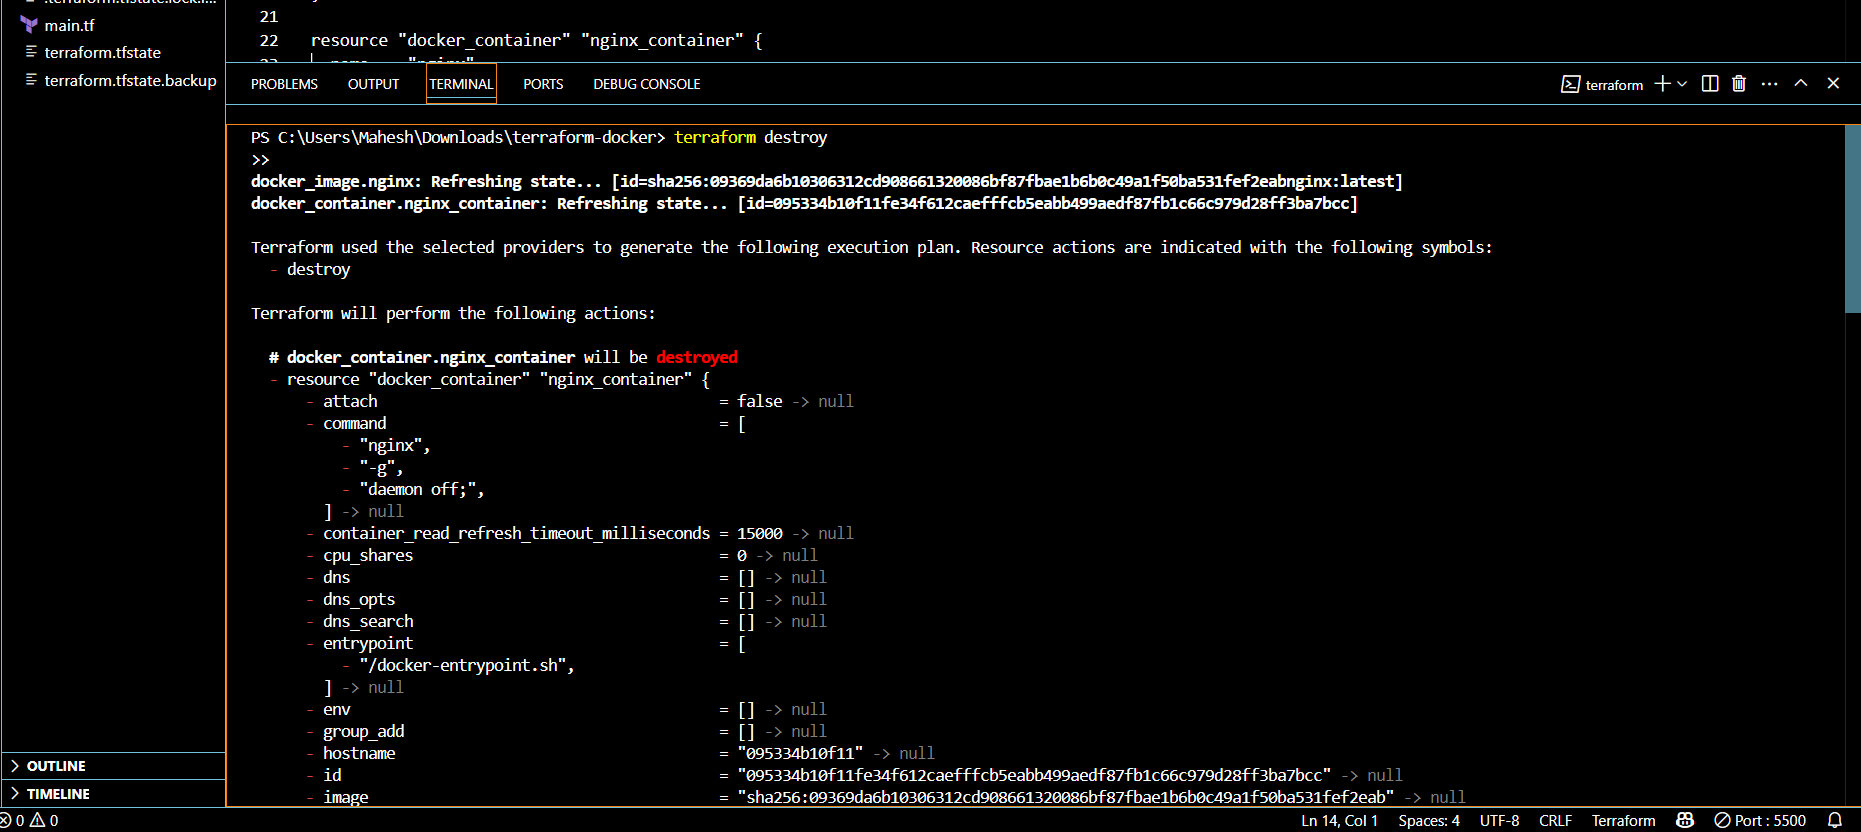 main.tf
terraform.tfstate
terraform.tfstate.backup
OUTLINE
TIMELINE
21
22 resource "docker_container" "nginx_container" {
PROBLEMS OUTPUT TERMINAL PORTS DEBUG CONSOLE terraform
PS C:\Users\Mahesh\Downloads\terraform-docker> terraform destroy
>>
docker_image.nginx: Refreshing state... [id=sha256:09369da6b10306312cd908661320086bf87fbae1b6b0c49a1f50ba531fef2eabnginx:latest]
docker_container.nginx_container: Refreshing state... [id=095334b10f11fe34f612caefffcb5eabb499aedf87fb1c66c979d28ff3ba7bcc]
Terraform used the selected providers to generate the following execution plan. Resource actions are indicated with the following symbols:
- destroy
Terraform will perform the following actions:
# docker_container.nginx_container will be destroyed
- resource "docker_container" "nginx_container" {
- attach = false -> null
- command = [
- "nginx",
- "-g",
- "daemon off;",
] -> null
- container_read_refresh_timeout_milliseconds = 15000 -> null
- cpu_shares = 0 -> null
- dns = [] -> null
- dns_opts = [] -> null
- dns_search = [] -> null
- entrypoint = [
- "/docker-entrypoint.sh",
] -> null
- env = [] -> null
- group_add = [] -> null
- hostname = "095334b10f11" -> null
- id = "095334b10f11fe34f612caefffcb5eabb499aedf87fb1c66c979d28ff3ba7bcc" -> null
- image = "sha256:09369da6b10306312cd908661320086bf87fbae1b6b0c49a1f50ba531fef2eab" -> null
0 0 Ln 14, Col 1 Spaces: 4 UTF-8 CRLF Terraform Port : 5500